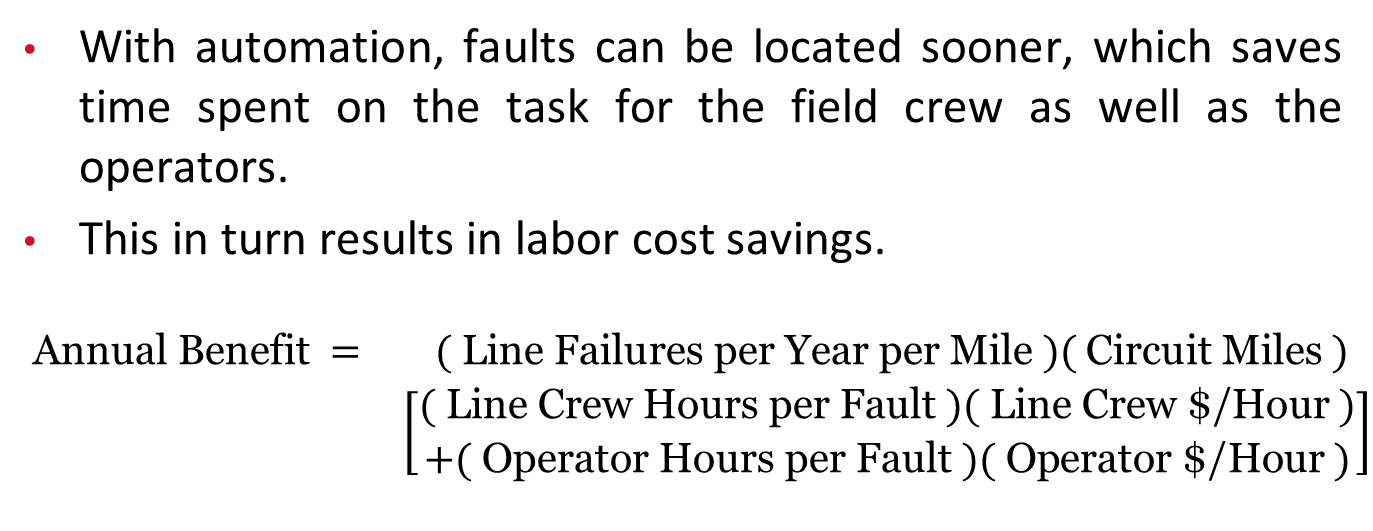 • With automation, faults can be located sooner, which saves
time spent on the task for the field crew as well as the
operators.
• This in turn results in labor cost savings.
Annual Benefit = ( Line Failures per Year per Mile )( Circuit Miles )
[( Line Crew Hours per Fault )( Line Crew $/Hour )
+( Operator Hours per Fault )( Operator $/Hour )]